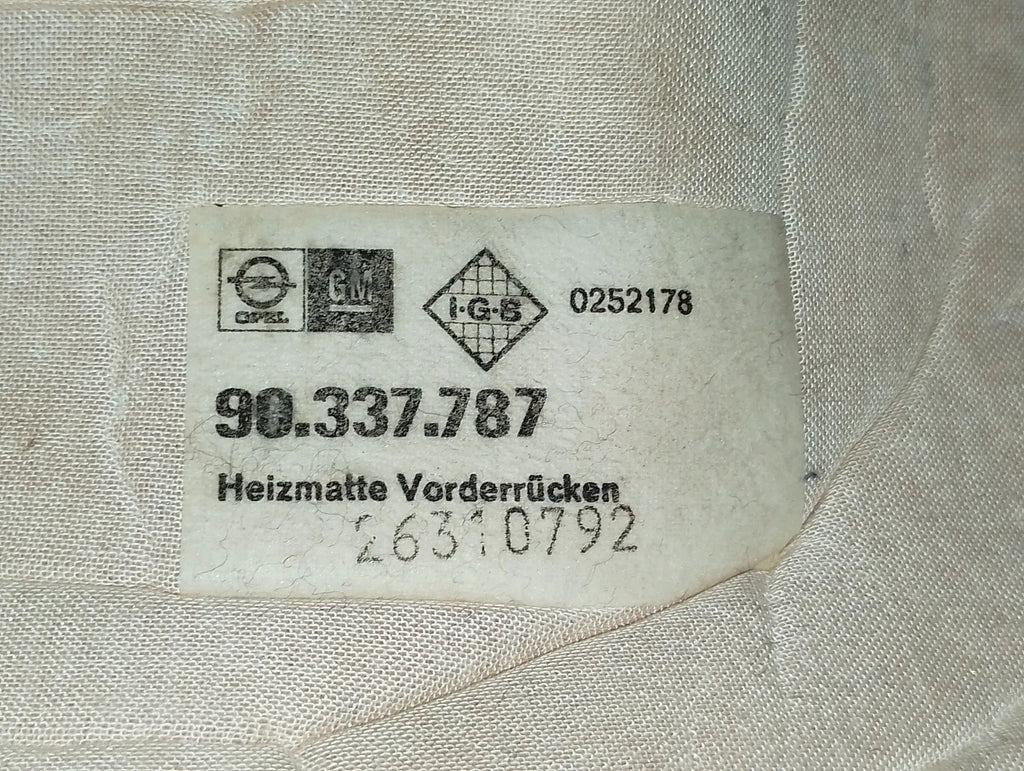 OPEL GM I·G·B 0252178
90.337.787
Heizmatte Vorderrücken
26310792